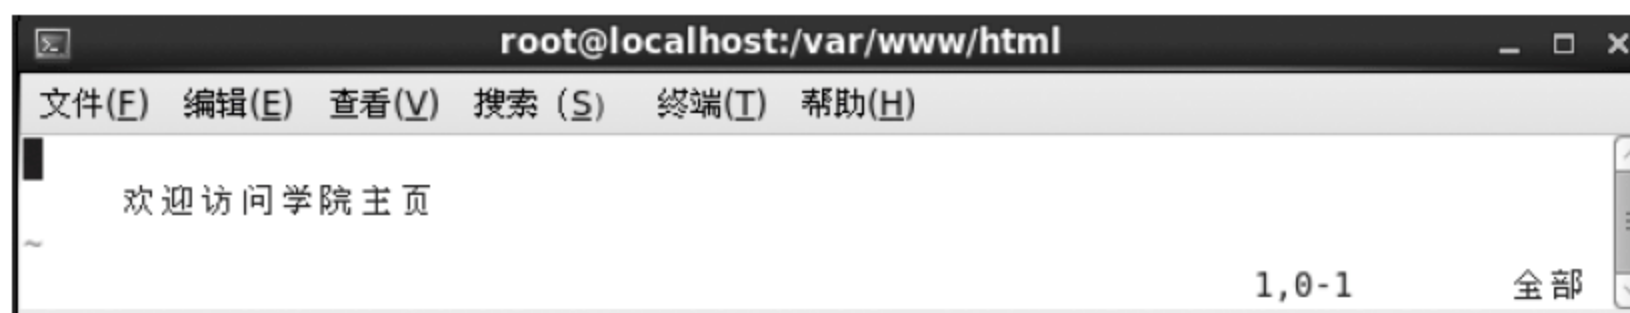 root@localhost:/var/www/html
文件(F) 编辑(E) 查看(V) 搜索（S） 终端(T) 帮助(H)
欢迎访问学院主页
~
1,0-1 全部